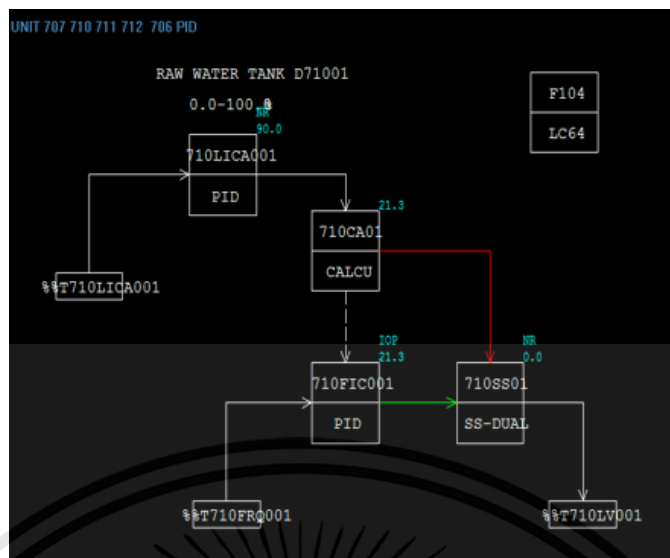 UNIT 707 710 711 712 706 PID
RAW WATER TANK D71001
0.0-100.0
NR
90.0
710LICA001
PID
F104
LC64
21.3
710CA01
CALCU
%%T710LICA001
IOP
21.3
710FIC001
PID
NR
0.0
710SS01
SS-DUAL
%%T710FRQ001
%%T710LV001